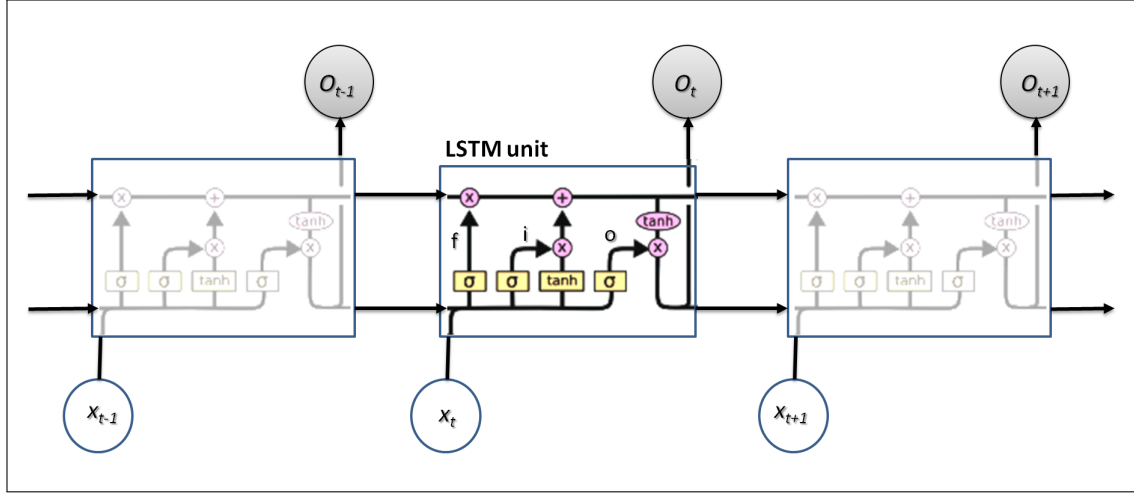 O_{t-1} O_t O_{t+1}
LSTM unit
x + x + x +
tanh tanh tanh
f i x o x
x x x x
σ σ tanh σ σ σ tanh σ σ σ tanh σ
x_{t-1} x_t x_{t+1}